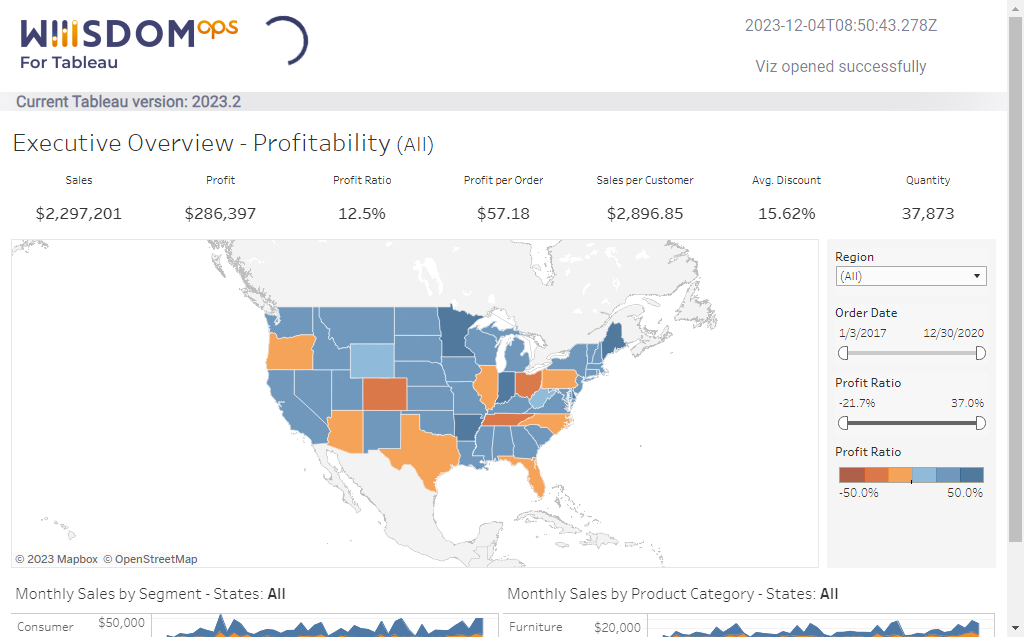 WIIISDOM ops
For Tableau
2023-12-04T08:50:43.278Z
Viz opened successfully
Current Tableau version: 2023.2
Executive Overview - Profitability (All)
Sales Profit Profit Ratio Profit per Order Sales per Customer Avg. Discount Quantity
$2,297,201 $286,397 12.5% $57.18 $2,896.85 15.62% 37,873
Region
(All)
Order Date
1/3/2017 12/30/2020
Profit Ratio
-21.7% 37.0%
Profit Ratio
-50.0% 50.0%
© 2023 Mapbox © OpenStreetMap
Monthly Sales by Segment - States: All
Consumer $50,000
Monthly Sales by Product Category - States: All
Furniture $20,000